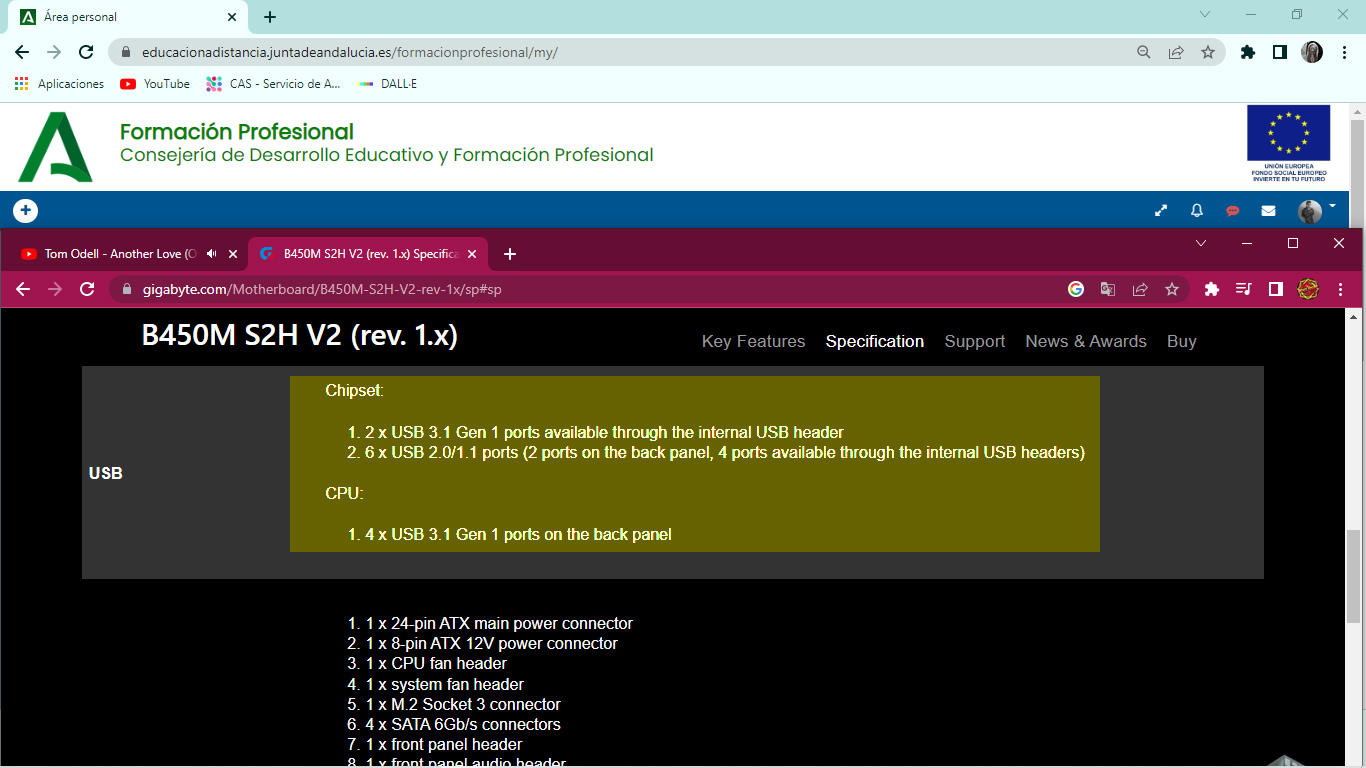 Área personal
educacionadistancia.juntadeandalucia.es/formacionprofesional/my/
Aplicaciones
YouTube
CAS - Servicio de A...
DALL·E
Formación Profesional
Consejería de Desarrollo Educativo y Formación Profesional
UNIÓN EUROPEA
FONDO SOCIAL EUROPEO
INVIERTE EN TU FUTURO
Tom Odell - Another Love (O
B450M S2H V2 (rev. 1.x) Specifica
gigabyte.com/Motherboard/B450M-S2H-V2-rev-1x/sp#sp
B450M S2H V2 (rev. 1.x)
Key Features
Specification
Support
News & Awards
Buy
USB
Chipset:
1. 2 x USB 3.1 Gen 1 ports available through the internal USB header
2. 6 x USB 2.0/1.1 ports (2 ports on the back panel, 4 ports available through the internal USB headers)
CPU:
1. 4 x USB 3.1 Gen 1 ports on the back panel
1. 1 x 24-pin ATX main power connector
2. 1 x 8-pin ATX 12V power connector
3. 1 x CPU fan header
4. 1 x system fan header
5. 1 x M.2 Socket 3 connector
6. 4 x SATA 6Gb/s connectors
7. 1 x front panel header
8. 1 x front panel audio header